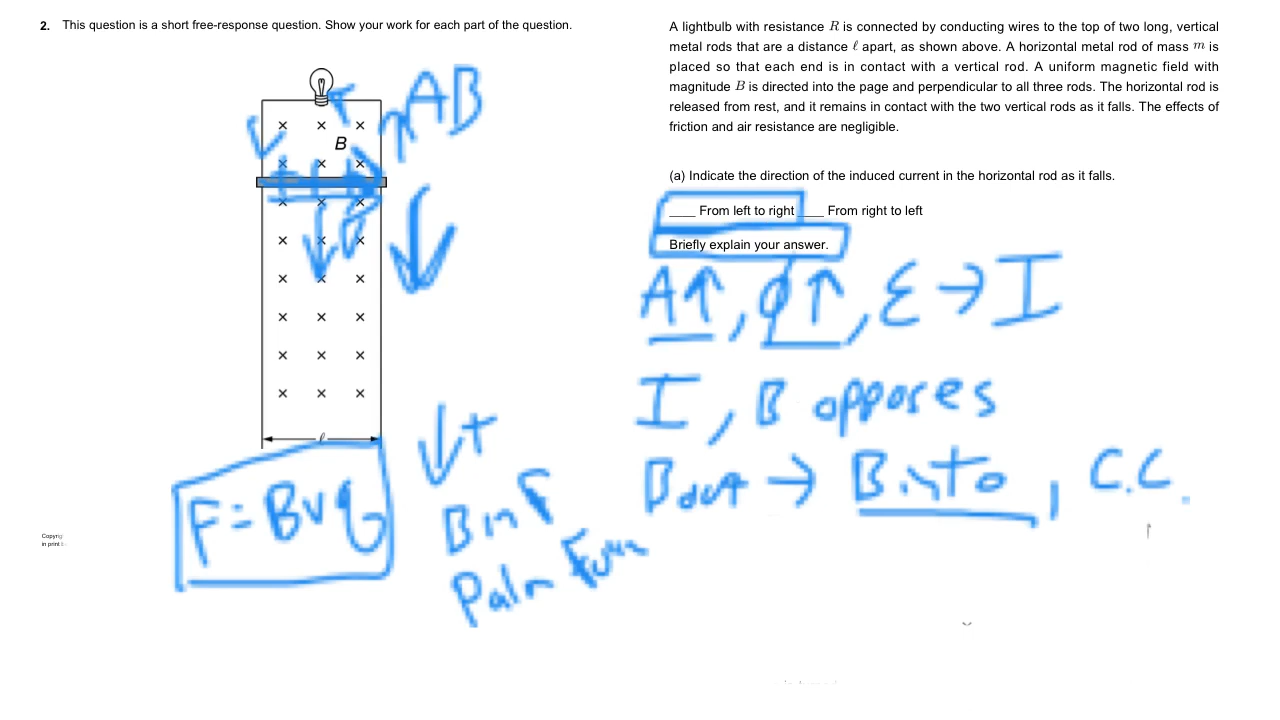 2. This question is a short free-response question. Show your work for each part of the question.
AB
× × ×
B
× × ×
× × ×
× × ×
× × ×
× × ×
× × ×
× × ×
ℓ
F = Bvq
↓ +
B in
Palm
Copyrig
in print
A lightbulb with resistance R is connected by conducting wires to the top of two long, vertical
metal rods that are a distance ℓ apart, as shown above. A horizontal metal rod of mass m is
placed so that each end is in contact with a vertical rod. A uniform magnetic field with
magnitude B is directed into the page and perpendicular to all three rods. The horizontal rod is
released from rest, and it remains in contact with the two vertical rods as it falls. The effects of
friction and air resistance are negligible.
(a) Indicate the direction of the induced current in the horizontal rod as it falls.
____ From left to right ____ From right to left
Briefly explain your answer.
A↑, ϕ↑, ε → I
I, B opposes
B out → B into, C.C.